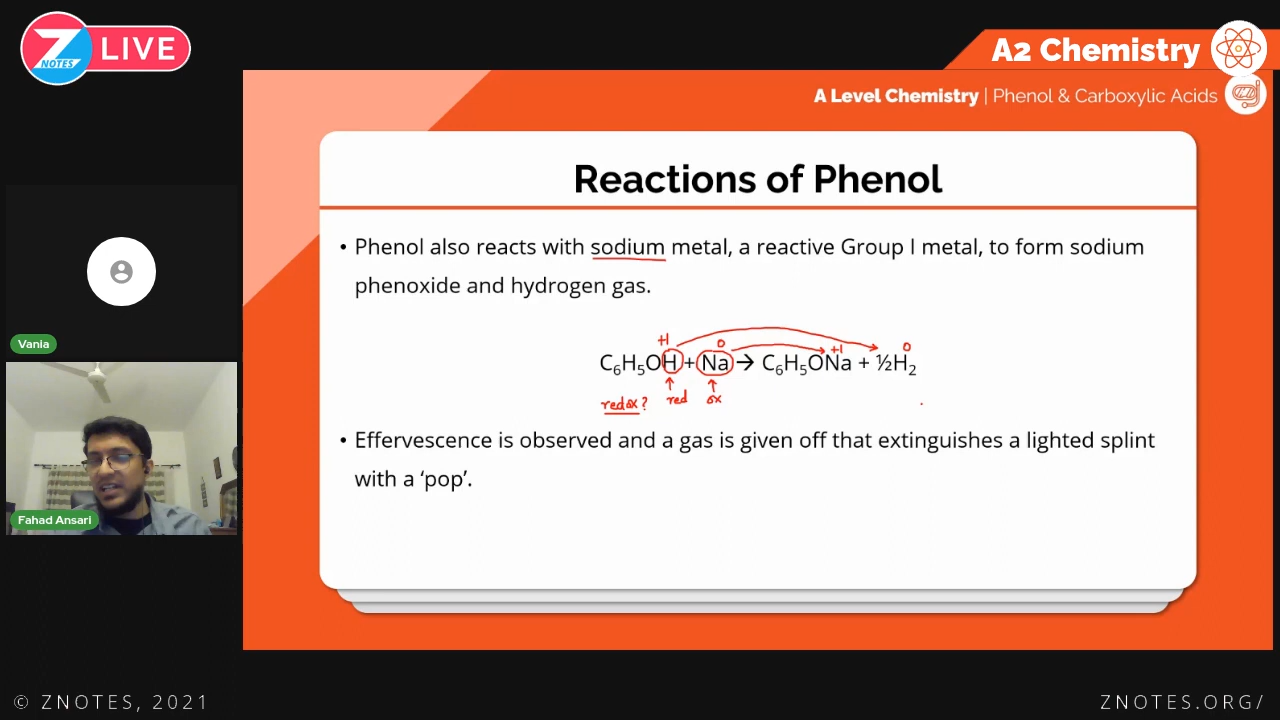 Z NOTES LIVE
A2 Chemistry
A Level Chemistry | Phenol & Carboxylic Acids
Reactions of Phenol
• Phenol also reacts with sodium metal, a reactive Group I metal, to form sodium
phenoxide and hydrogen gas.
+1 0 +1 0
C₆H₅OH + Na → C₆H₅ONa + ½H₂
redox? red ox
• Effervescence is observed and a gas is given off that extinguishes a lighted splint
with a ‘pop’.
Vania
Fahad Ansari
© ZNOTES, 2021
ZNOTES.ORG/